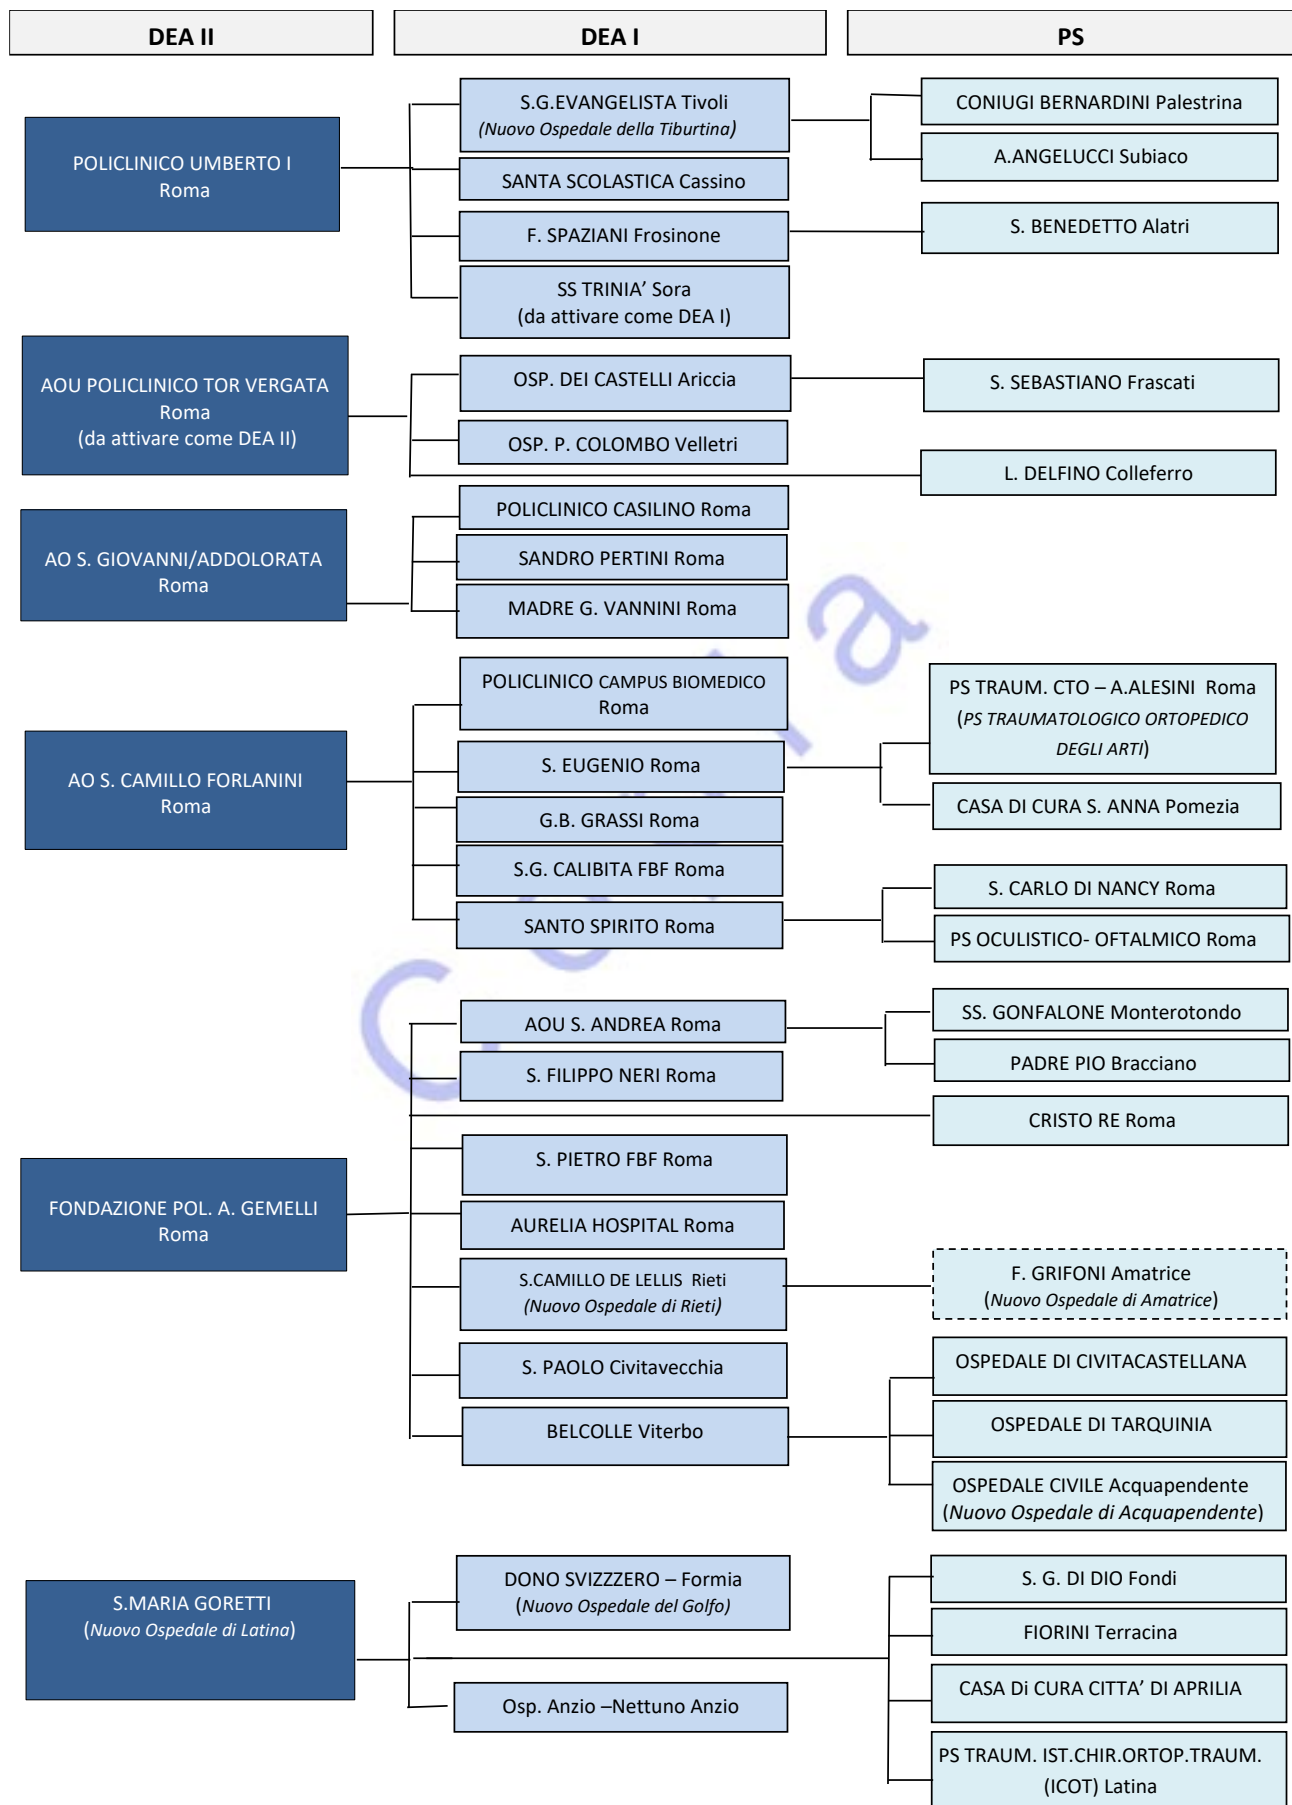 DEA II
DEA I
PS
POLICLINICO UMBERTO I
Roma
S.G.EVANGELISTA Tivoli
(Nuovo Ospedale della Tiburtina)
SANTA SCOLASTICA Cassino
F. SPAZIANI Frosinone
SS TRINIA’ Sora
(da attivare come DEA I)
CONIUGI BERNARDINI Palestrina
A.ANGELUCCI Subiaco
S. BENEDETTO Alatri
AOU POLICLINICO TOR VERGATA
Roma
(da attivare come DEA II)
OSP. DEI CASTELLI Ariccia
OSP. P. COLOMBO Velletri
S. SEBASTIANO Frascati
L. DELFINO Colleferro
AO S. GIOVANNI/ADDOLORATA
Roma
POLICLINICO CASILINO Roma
SANDRO PERTINI Roma
MADRE G. VANNINI Roma
AO S. CAMILLO FORLANINI
Roma
POLICLINICO CAMPUS BIOMEDICO
Roma
S. EUGENIO Roma
G.B. GRASSI Roma
S.G. CALIBITA FBF Roma
SANTO SPIRITO Roma
PS TRAUM. CTO – A.ALESINI Roma
(PS TRAUMATOLOGICO ORTOPEDICO
DEGLI ARTI)
CASA DI CURA S. ANNA Pomezia
S. CARLO DI NANCY Roma
PS OCULISTICO- OFTALMICO Roma
FONDAZIONE POL. A. GEMELLI
Roma
AOU S. ANDREA Roma
S. FILIPPO NERI Roma
S. PIETRO FBF Roma
AURELIA HOSPITAL Roma
S.CAMILLO DE LELLIS Rieti
(Nuovo Ospedale di Rieti)
S. PAOLO Civitavecchia
BELCOLLE Viterbo
SS. GONFALONE Monterotondo
PADRE PIO Bracciano
CRISTO RE Roma
F. GRIFONI Amatrice
(Nuovo Ospedale di Amatrice)
OSPEDALE DI CIVITACASTELLANA
OSPEDALE DI TARQUINIA
OSPEDALE CIVILE Acquapendente
(Nuovo Ospedale di Acquapendente)
S.MARIA GORETTI
(Nuovo Ospedale di Latina)
DONO SVIZZZERO – Formia
(Nuovo Ospedale del Golfo)
Osp. Anzio –Nettuno Anzio
S. G. DI DIO Fondi
FIORINI Terracina
CASA Di CURA CITTA’ DI APRILIA
PS TRAUM. IST.CHIR.ORTOP.TRAUM.
(ICOT) Latina
Copia